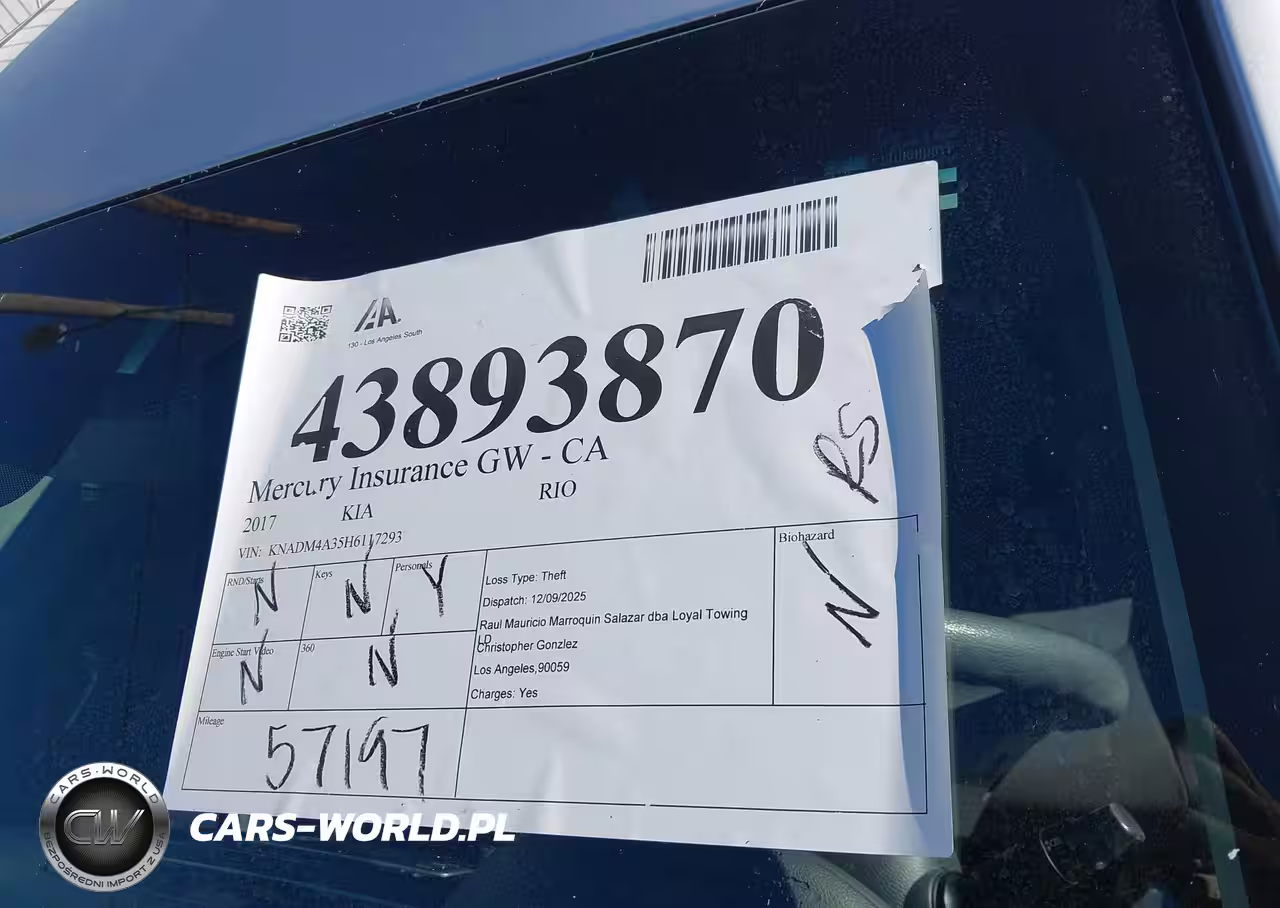 IAA.
130 - Los Angeles South
43893870
Mercury Insurance GW - CA
RS
2017 KIA RIO
VIN: KNADM4A35H6117293
RND/Starts N
Keys N
Personals Y
Engine Start Video N
360 N
Loss Type: Theft
Dispatch: 12/09/2025
Raul Mauricio Marroquin Salazar dba Loyal Towing
LD
Christopher Gonzlez
Los Angeles,90059
Charges: Yes
Biohazard
N
Mileage
57197
CARS-WORLD
CW
BEZPOŚREDNI IMPORT Z USA
CARS-WORLD.PL